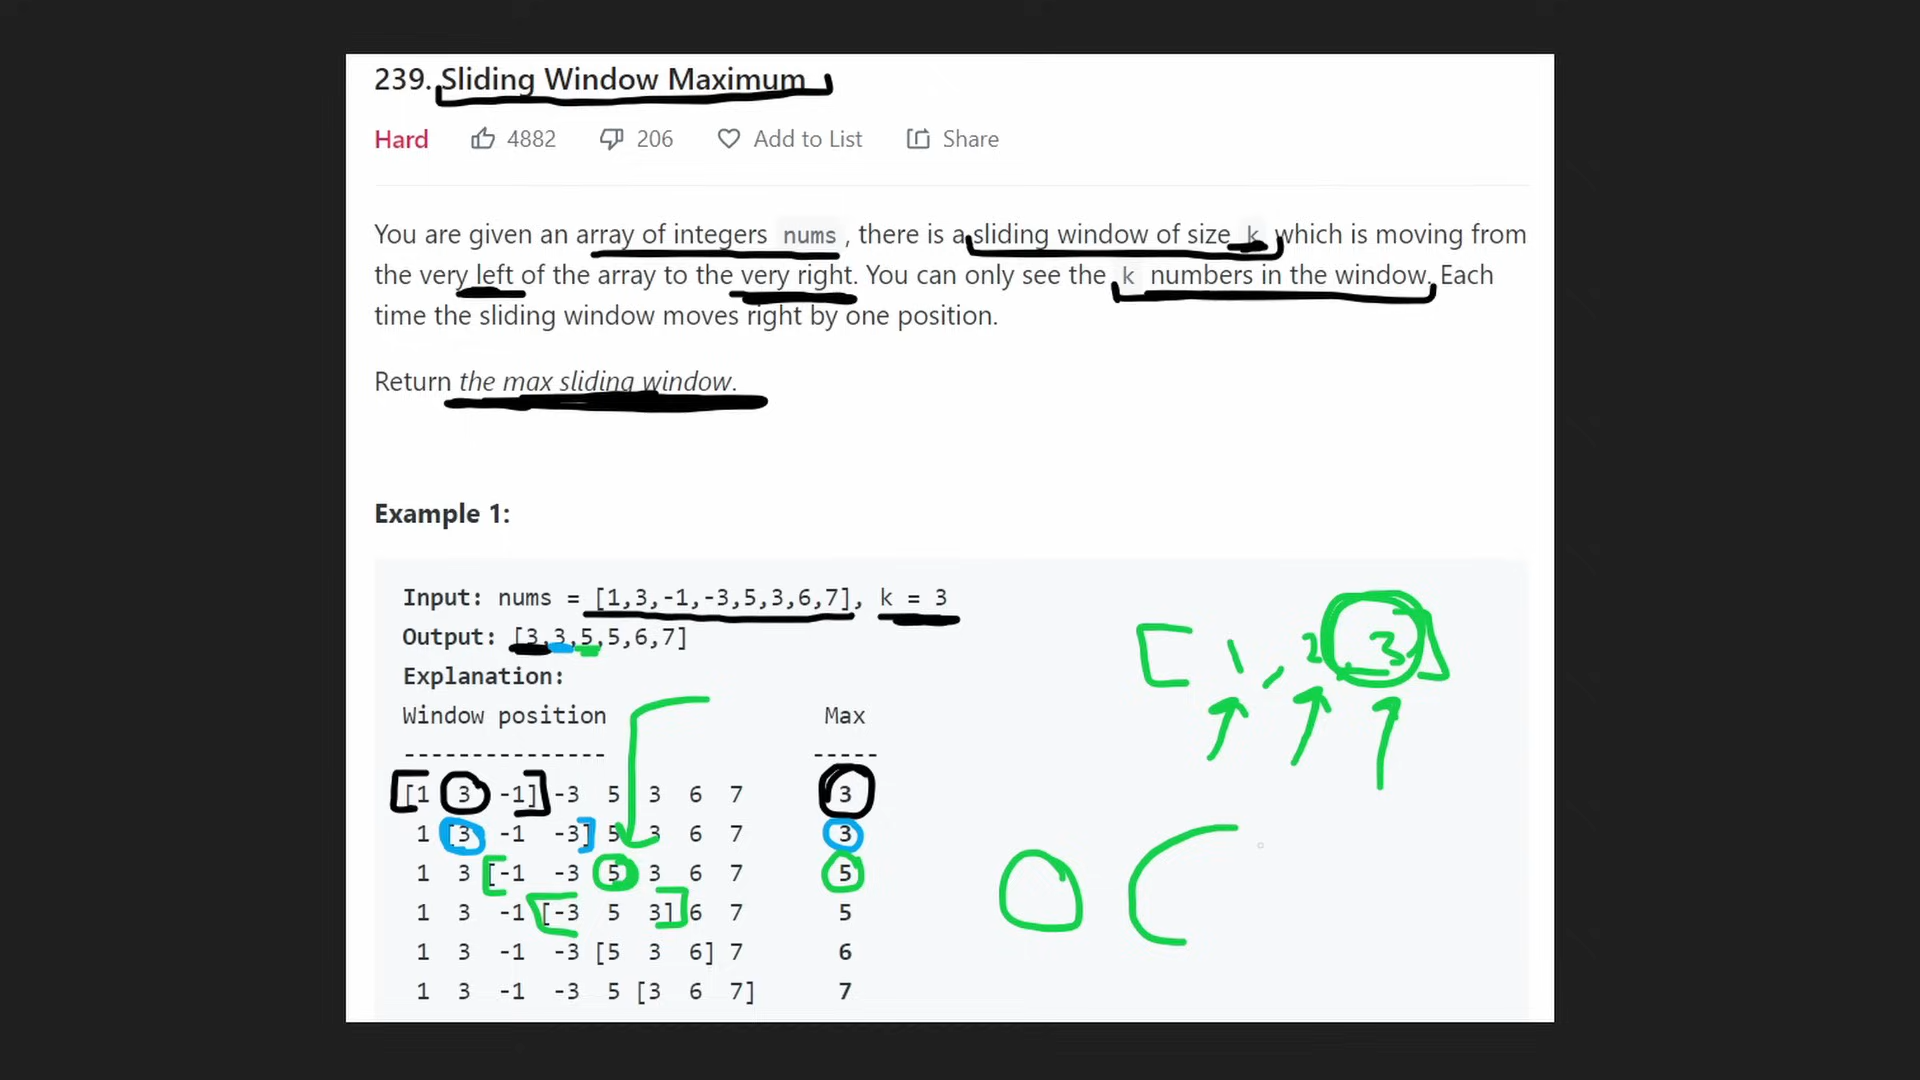 239. Sliding Window Maximum
Hard 4882 206 Add to List Share
You are given an array of integers nums , there is a sliding window of size k which is moving from
the very left of the array to the very right. You can only see the k numbers in the window. Each
time the sliding window moves right by one position.
Return the max sliding window.
Example 1:
Input: nums = [1,3,-1,-3,5,3,6,7], k = 3
Output: [3,3,5,5,6,7]
[ 1, 2 3 ]
Explanation:
Window position Max
--------------- -----
[1 3 -1] -3 5 3 6 7 3
1 [3 -1 -3] 5 3 6 7 3
1 3 [-1 -3 5] 3 6 7 5
1 3 -1 [-3 5 3] 6 7 5
O (
1 3 -1 -3 [5 3 6] 7 6
1 3 -1 -3 5 [3 6 7] 7